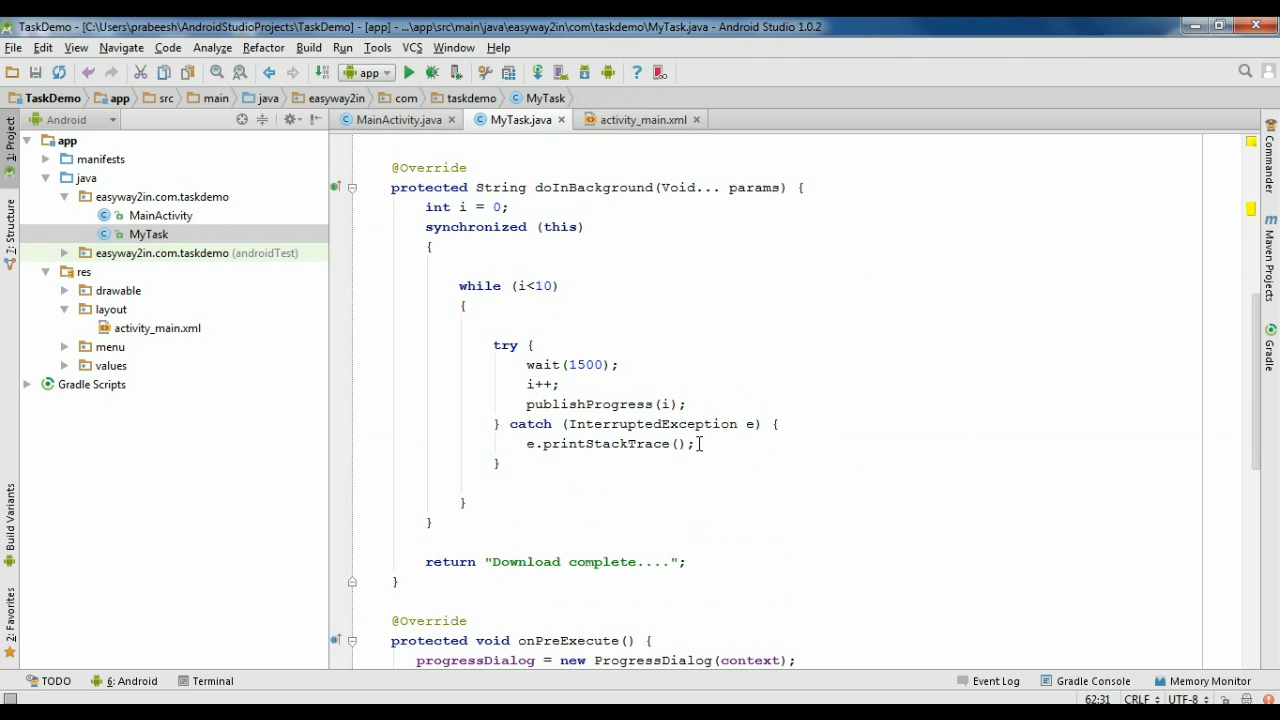 TaskDemo - [C:\Users\prabeesh\AndroidStudioProjects\TaskDemo] - [app] - ...\app\src\main\java\easyway2in\com\taskdemo\MyTask.java - Android Studio 1.0.2
File Edit View Navigate Code Analyze Refactor Build Run Tools VCS Window Help
app
TaskDemo app src main java easyway2in com taskdemo MyTask
Android
MainActivity.java MyTask.java activity_main.xml
1: Project
7: Structure
Build Variants
2: Favorites
app
manifests
java
easyway2in.com.taskdemo
MainActivity
MyTask
easyway2in.com.taskdemo (androidTest)
res
drawable
layout
activity_main.xml
menu
values
Gradle Scripts
@Override
protected String doInBackground(Void... params) {
int i = 0;
synchronized (this)
{
while (i<10)
{
try {
wait(1500);
i++;
publishProgress(i);
} catch (InterruptedException e) {
e.printStackTrace();
}
}
}
return "Download complete....";
}
@Override
protected void onPreExecute() {
progressDialog = new ProgressDialog(context);
Commander
Maven Projects
Gradle
TODO 6: Android Terminal Event Log Gradle Console Memory Monitor
62:31 CRLF UTF-8